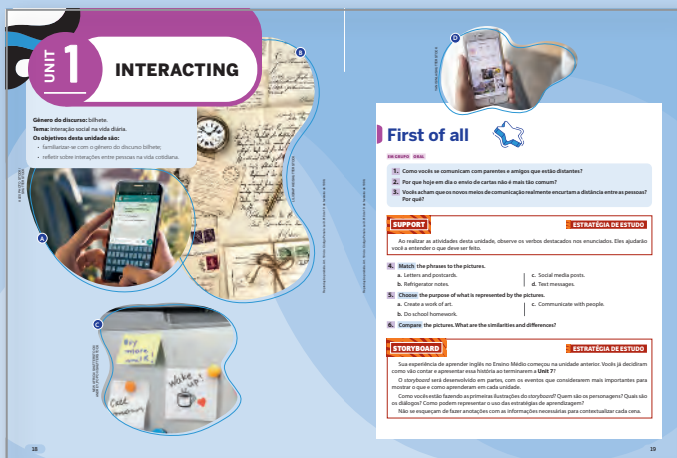 UNIT
1
INTERACTING
Gênero do discurso: bilhete.
Tema: interação social na vida diária.
Os objetivos desta unidade são:
• familiarizar-se com o gênero do discurso bilhete;
• refletir sobre interações entre pessoas na vida cotidiana.
A
B
C
Buy
more
milk!
Call
Wake
up!
18
D
First of all
EM GRUPO ORAL
1. Como vocês se comunicam com parentes e amigos que estão distantes?
2. Por que hoje em dia o envio de cartas não é mais tão comum?
3. Vocês acham que os novos meios de comunicação realmente encurtam a distância entre as pessoas?
Por quê?
SUPPORT
ESTRATÉGIA DE ESTUDO
Ao realizar as atividades desta unidade, observe os verbos destacados nos enunciados. Eles ajudarão
você a entender o que deve ser feito.
4. Match the phrases to the pictures.
a. Letters and postcards.
b. Refrigerator notes.
c. Social media posts.
d. Text messages.
5. Choose the purpose of what is represented by the pictures.
a. Create a work of art.
b. Do school homework.
c. Communicate with people.
6. Compare the pictures. What are the similarities and differences?
STORYBOARD
ESTRATÉGIA DE ESTUDO
Sua experiência de aprender inglês no Ensino Médio começou na unidade anterior. Vocês já decidiram
como vão contar e apresentar essa história ao terminarem a Unit 7?
O storyboard será desenvolvido em partes, com os eventos que considerarem mais importantes para
mostrar o que e como aprenderam em cada unidade.
Como vocês estão fazendo as primeiras ilustrações do storyboard? Quem são os personagens? Quais são
os diálogos? Como podem representar o uso das estratégias de aprendizagem?
Não se esqueçam de fazer anotações com as informações necessárias para contextualizar cada cena.
19